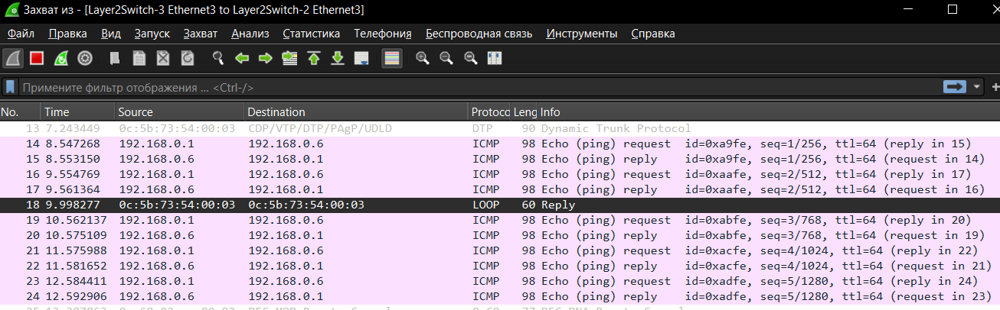 Захват из - [Layer2Switch-3 Ethernet3 to Layer2Switch-2 Ethernet3]
Файл Правка Вид Запуск Захват Анализ Статистика Телефония Беспроводная связь Инструменты Справка
Примените фильтр отображения ... <Ctrl-/>
No. Time Source Destination Protocc Leng Info
13 7.243449 0c:5b:73:54:00:03 CDP/VTP/DTP/PAgP/UDLD DTP 90 Dynamic Trunk Protocol
14 8.547268 192.168.0.1 192.168.0.6 ICMP 98 Echo (ping) request id=0xa9fe, seq=1/256, ttl=64 (reply in 15)
15 8.553150 192.168.0.6 192.168.0.1 ICMP 98 Echo (ping) reply id=0xa9fe, seq=1/256, ttl=64 (request in 14)
16 9.554769 192.168.0.1 192.168.0.6 ICMP 98 Echo (ping) request id=0xaafe, seq=2/512, ttl=64 (reply in 17)
17 9.561364 192.168.0.6 192.168.0.1 ICMP 98 Echo (ping) reply id=0xaafe, seq=2/512, ttl=64 (request in 16)
18 9.998277 0c:5b:73:54:00:03 0c:5b:73:54:00:03 LOOP 60 Reply
19 10.562137 192.168.0.1 192.168.0.6 ICMP 98 Echo (ping) request id=0xabfe, seq=3/768, ttl=64 (reply in 20)
20 10.575109 192.168.0.6 192.168.0.1 ICMP 98 Echo (ping) reply id=0xabfe, seq=3/768, ttl=64 (request in 19)
21 11.575988 192.168.0.1 192.168.0.6 ICMP 98 Echo (ping) request id=0xacfe, seq=4/1024, ttl=64 (reply in 22)
22 11.581652 192.168.0.6 192.168.0.1 ICMP 98 Echo (ping) reply id=0xacfe, seq=4/1024, ttl=64 (request in 21)
23 12.584411 192.168.0.1 192.168.0.6 ICMP 98 Echo (ping) request id=0xadfe, seq=5/1280, ttl=64 (reply in 24)
24 12.592906 192.168.0.6 192.168.0.1 ICMP 98 Echo (ping) reply id=0xadfe, seq=5/1280, ttl=64 (request in 23)